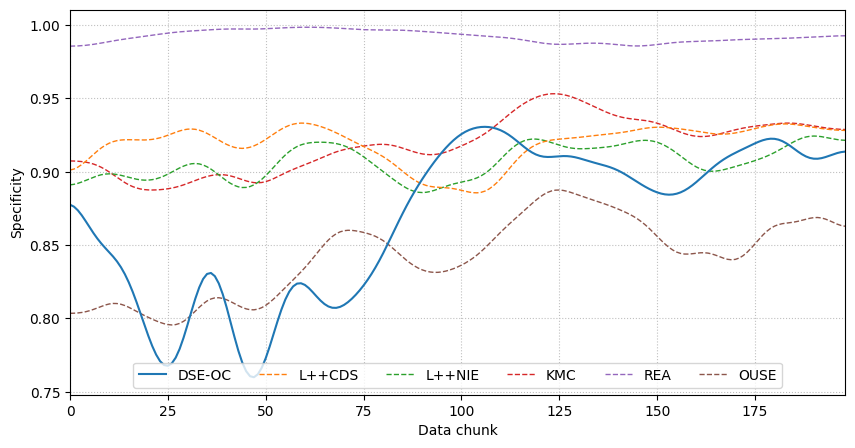 1.00
0.95
0.90
0.85
0.80
0.75
Specificity
DSE-OC L++CDS L++NIE KMC REA OUSE
0 25 50 75 100 125 150 175
Data chunk